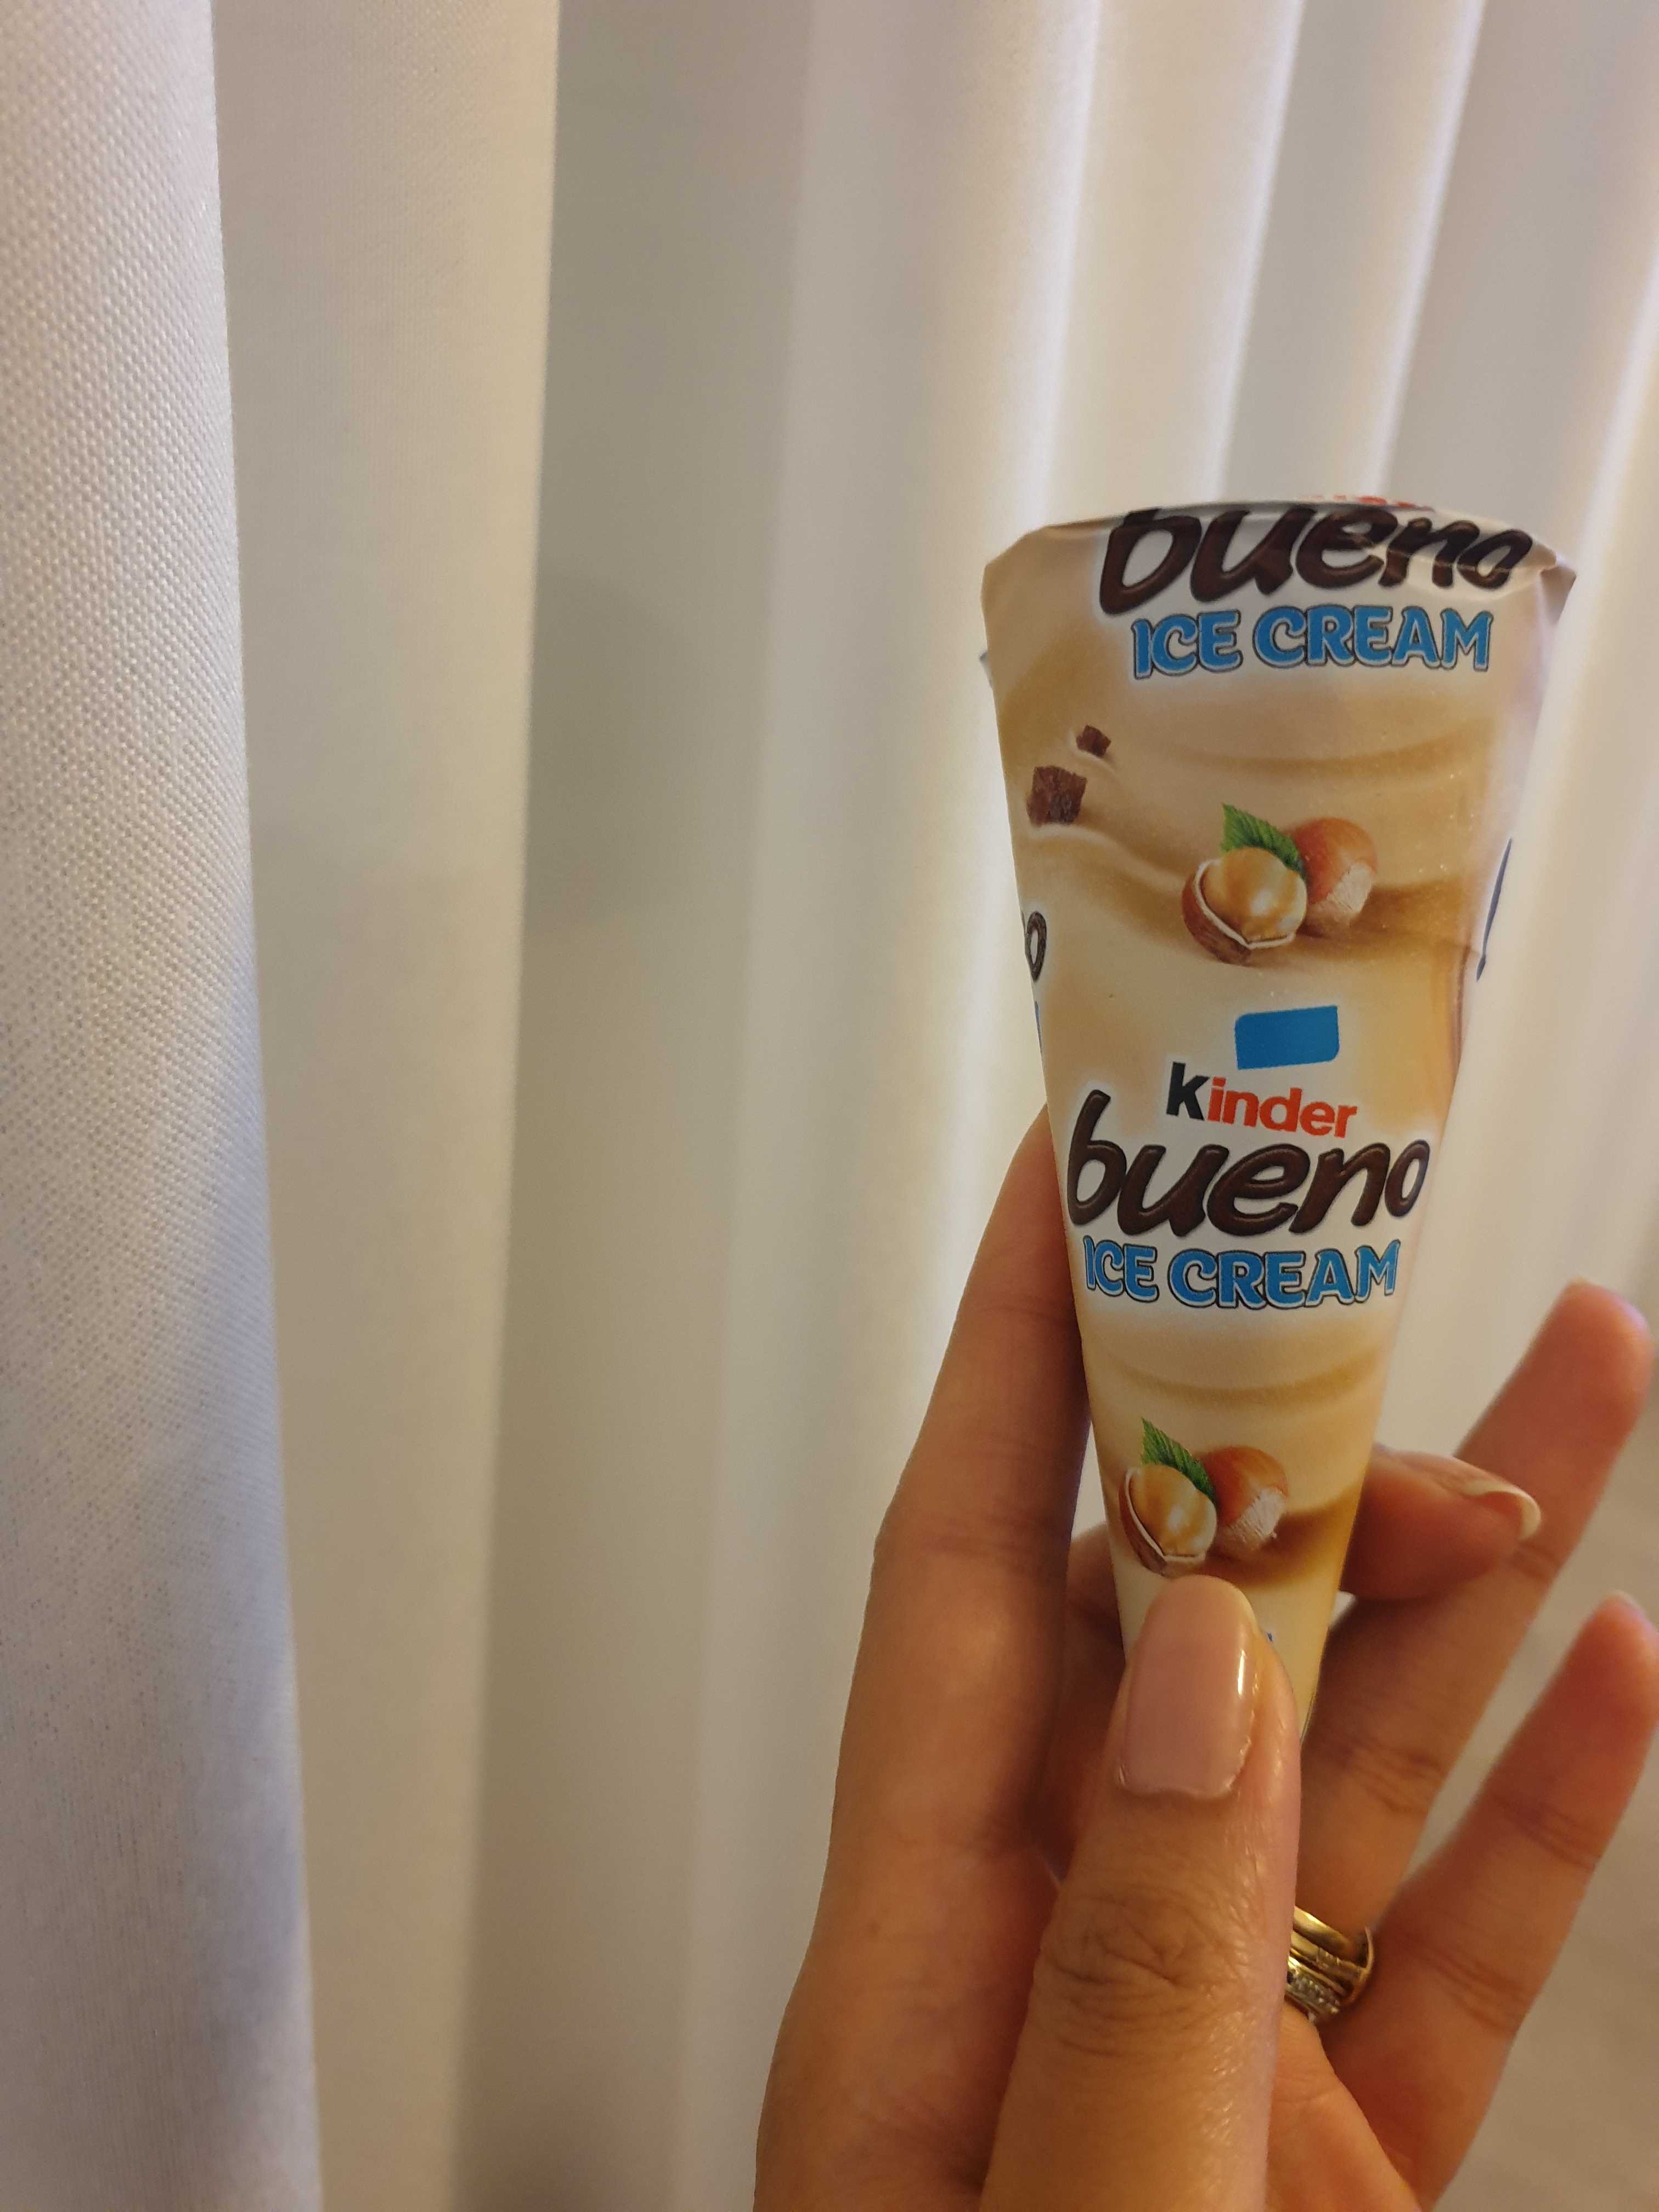 bueno
ICE CREAM
kinder
bueno
ICE CREAM